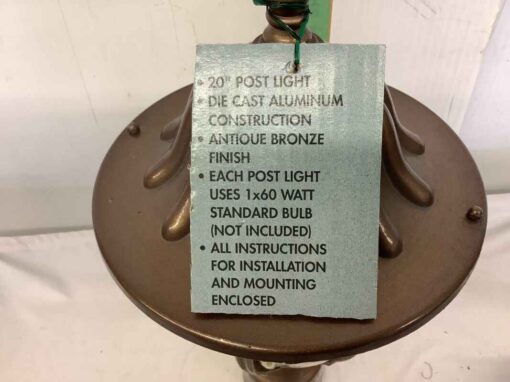 • 20" POST LIGHT
• DIE CAST ALUMINUM
CONSTRUCTION
• ANTIQUE BRONZE
FINISH
• EACH POST LIGHT
USES 1x60 WATT
STANDARD BULB
(NOT INCLUDED)
• ALL INSTRUCTIONS
FOR INSTALLATION
AND MOUNTING
ENCLOSED